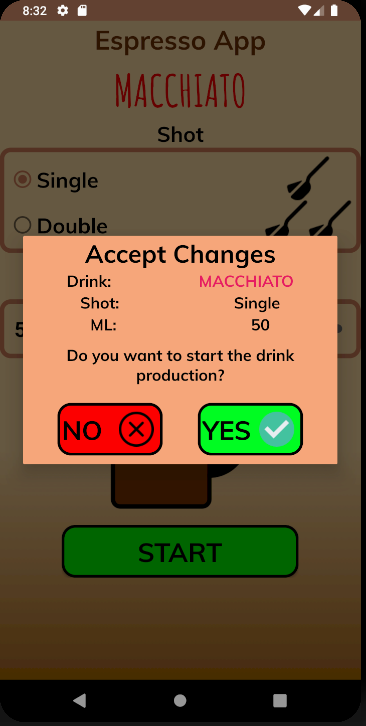 8:32
Espresso App
MACCHIATO
Shot
Single
Double
5
Accept Changes
Drink: MACCHIATO
Shot: Single
ML: 50
Do you want to start the drink
production?
NO YES
START